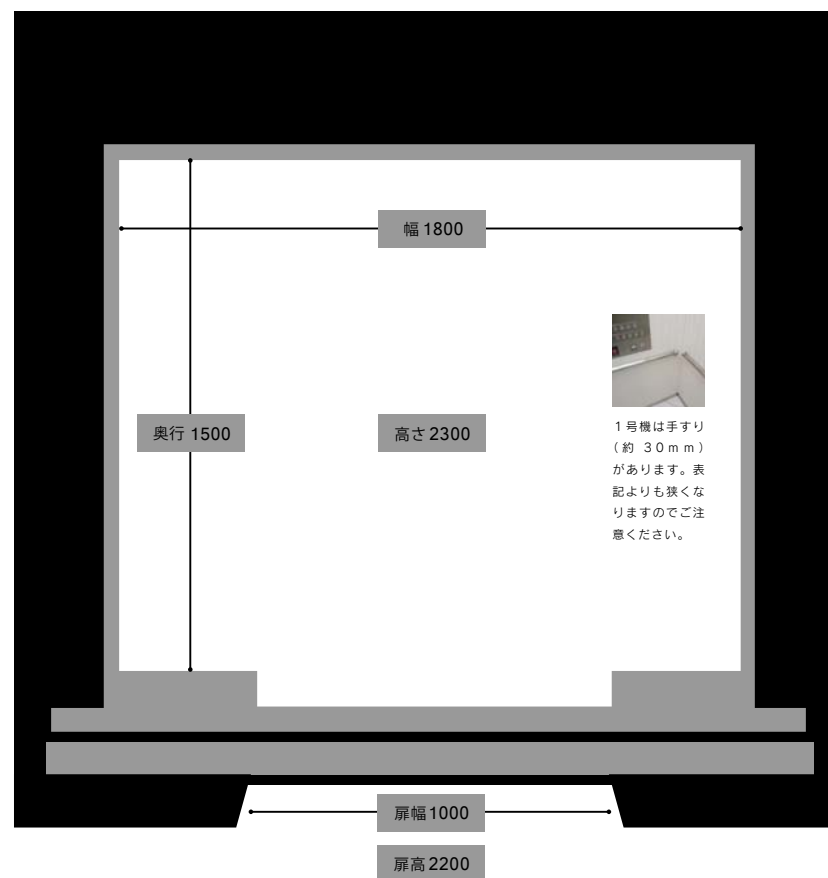 幅1800
奥行 1500
高さ2300
1号機は手すり
(約 30mm)
があります。表
記よりも狭くな
りますのでご注
意ください。
扉幅1000
扉高2200